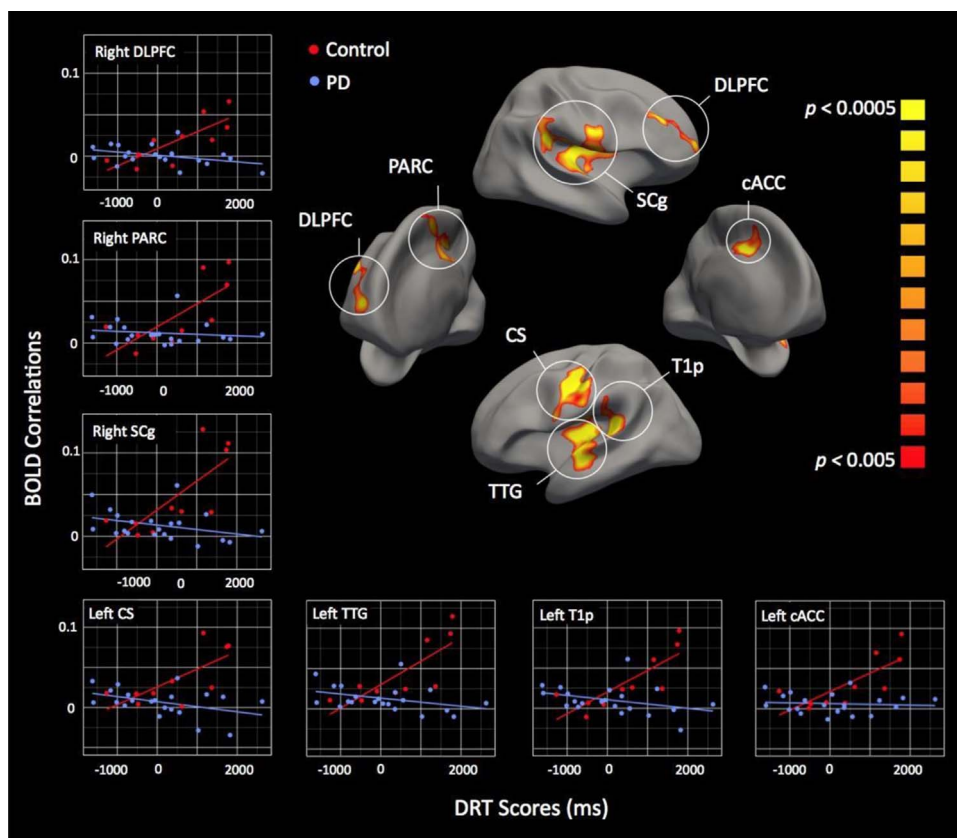 Right DLPFC
0.1
0
-1000 0 2000
Control
PD
DLPFC
SCg
PARC
DLPFC
cACC
CS
T1p
TTG
p < 0.0005
p < 0.005
Right PARC
0.1
0
-1000 0 2000
BOLD Correlations
Right SCg
0.1
0
-1000 0 2000
Left CS
0.1
0
-1000 0 2000
Left TTG
-1000 0 2000
Left T1p
-1000 0 2000
Left cACC
-1000 0 2000
DRT Scores (ms)